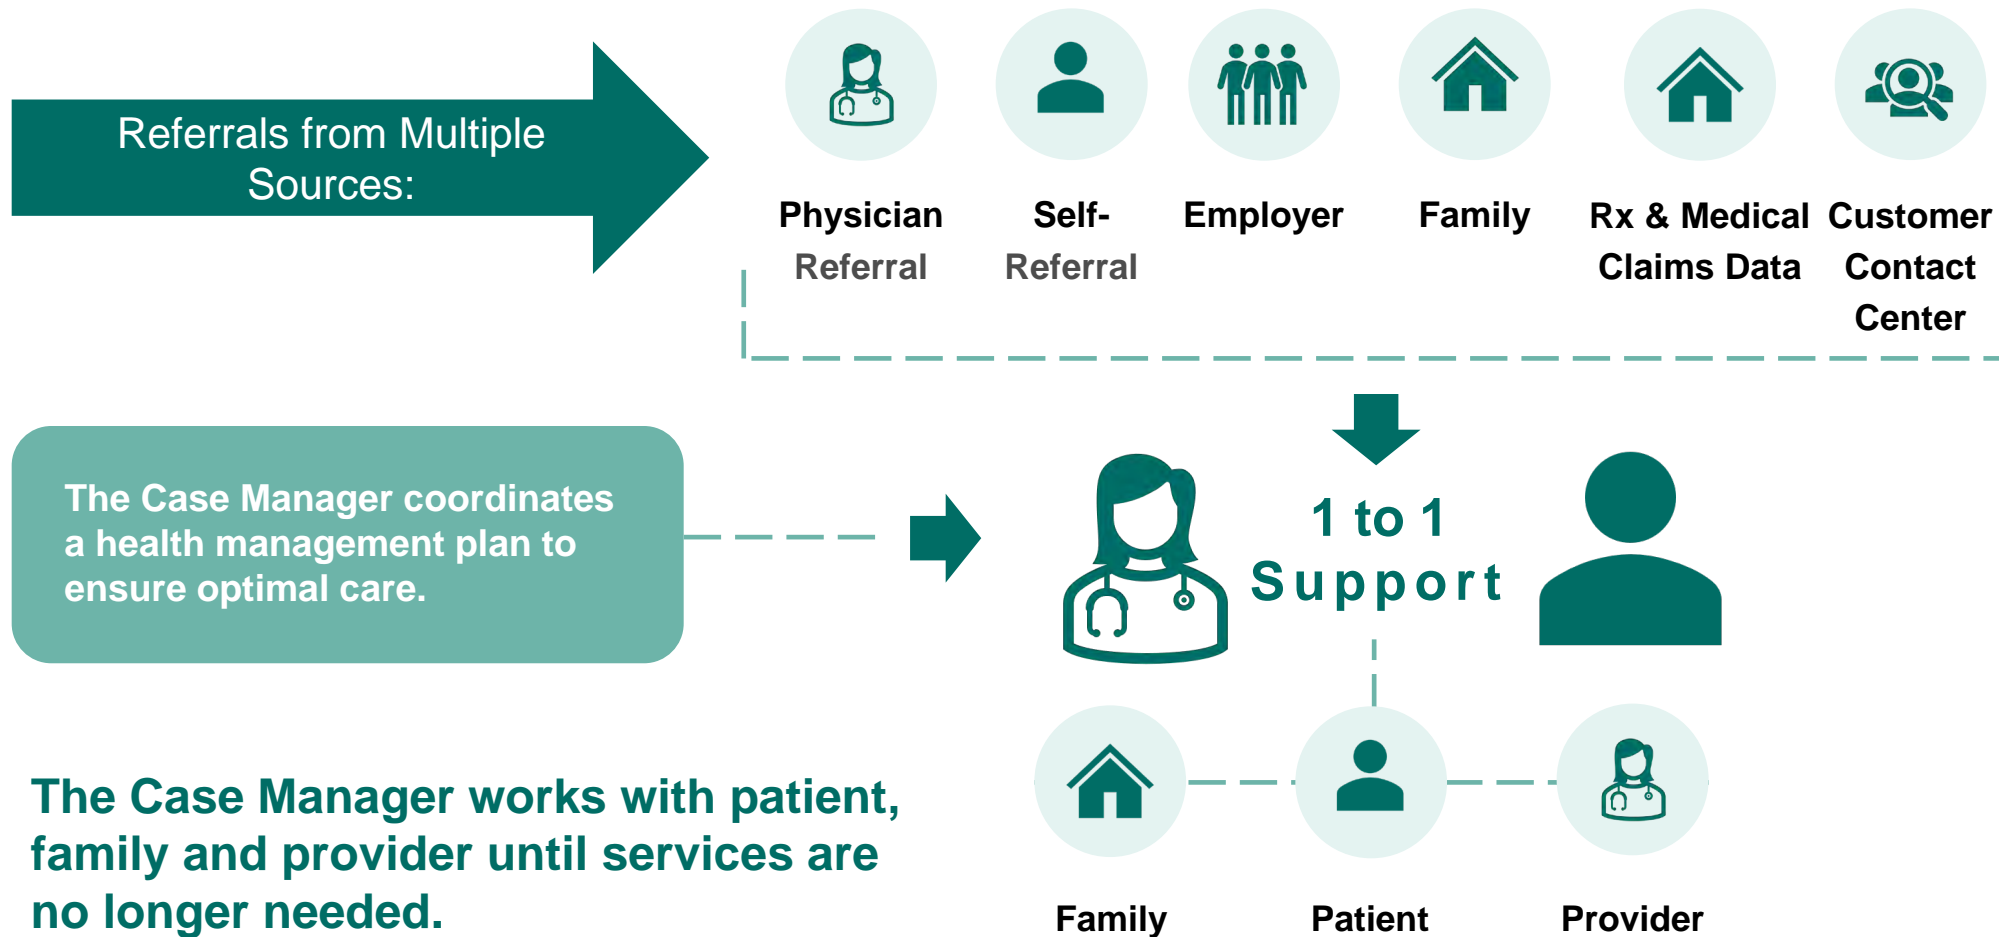 Referrals from Multiple
Sources:
Physician
Referral
Self-
Referral
Employer
Family
Rx & Medical
Claims Data
Customer
Contact
Center
The Case Manager coordinates
a health management plan to
ensure optimal care.
1 to 1
Support
The Case Manager works with patient,
family and provider until services are
no longer needed.
Family
Patient
Provider